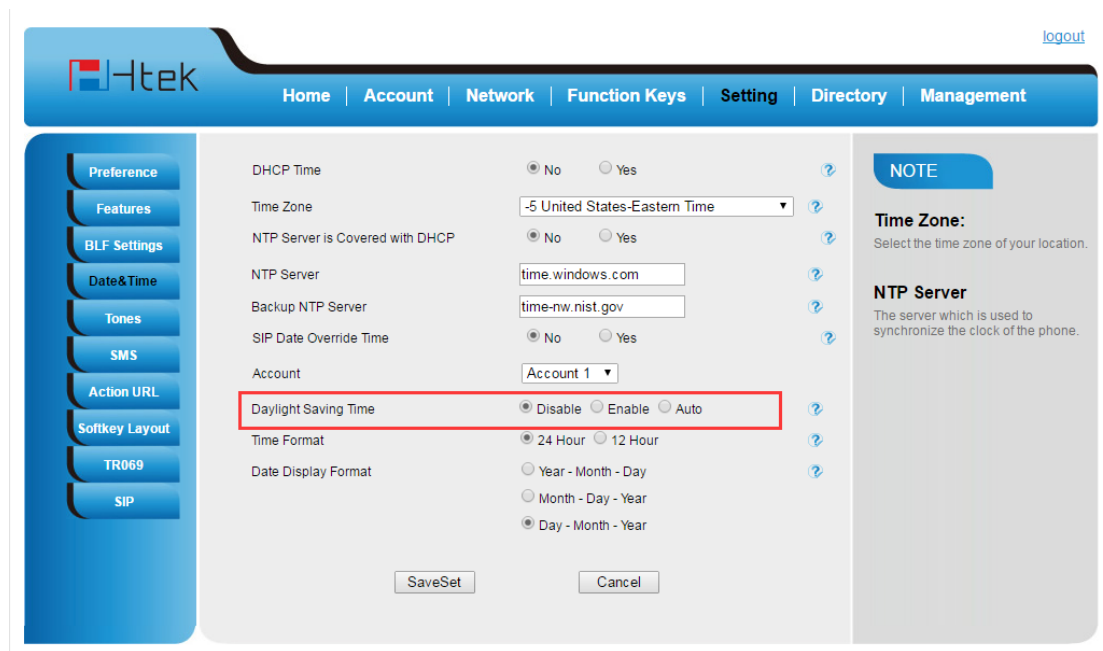 logout
Htek
Home | Account | Network | Function Keys | Setting | Directory | Management
Preference
Features
BLF Settings
Date&Time
Tones
SMS
Action URL
Softkey Layout
TR069
SIP
DHCP Time No Yes
Time Zone -5 United States-Eastern Time
NTP Server is Covered with DHCP No Yes
NTP Server time.windows.com
Backup NTP Server time-nw.nist.gov
SIP Date Override Time No Yes
Account Account 1
Daylight Saving Time Disable Enable Auto
Time Format 24 Hour 12 Hour
Date Display Format Year - Month - Day
Month - Day - Year
Day - Month - Year
SaveSet Cancel
NOTE
Time Zone:
Select the time zone of your location.
NTP Server
The server which is used to
synchronize the clock of the phone.